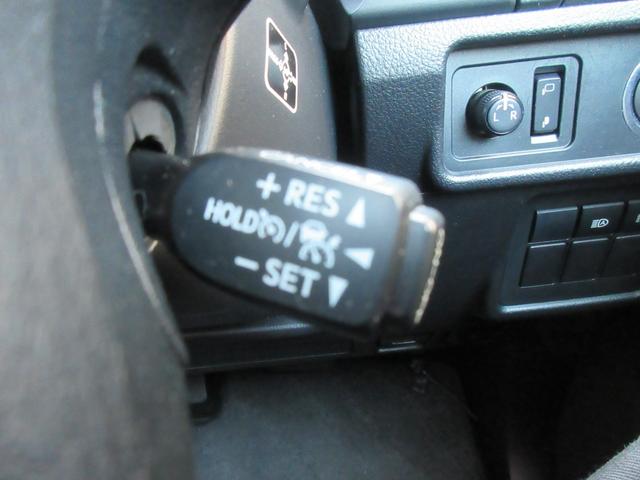 + RES
HOLD /
− SET
L R